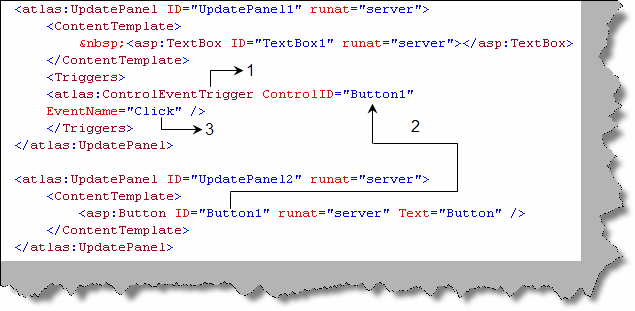 <atlas:UpdatePanel ID="UpdatePanel1" runat="server">
<ContentTemplate>
&nbsp;<asp:TextBox ID="TextBox1" runat="server"></asp:TextBox>
</ContentTemplate>
<Triggers>
1
<atlas:ControlEventTrigger ControlID="Button1"
EventName="Click" />
</Triggers>
3
2
</atlas:UpdatePanel>
<atlas:UpdatePanel ID="UpdatePanel2" runat="server">
<ContentTemplate>
<asp:Button ID="Button1" runat="server" Text="Button" />
</ContentTemplate>
</atlas:UpdatePanel>